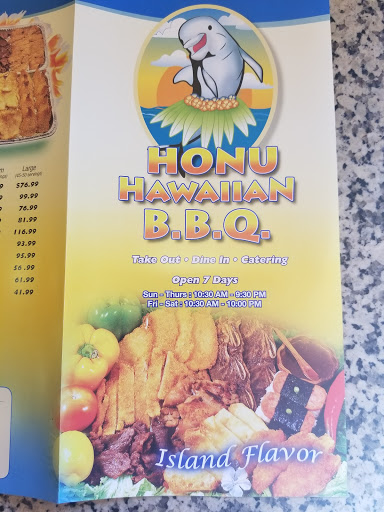 HONU
HAWAIIAN
B.B.Q.
Take Out • Dine In • Catering
Open 7 Days
Sun - Thurs : 10:30 AM - 9:30 PM
Fri - Sat : 10:30 AM - 10:00 PM
Island Flavor
Large
$76.99
99.99
76.99
81.99
116.99
93.99
95.99
56.99
61.99
41.99